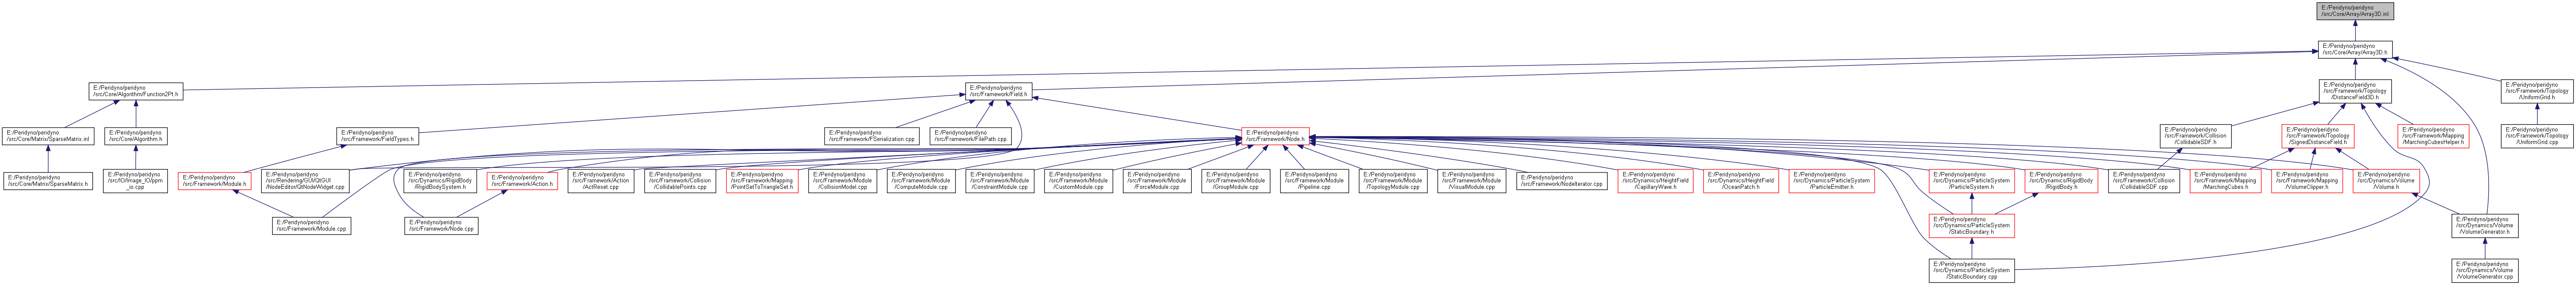 E:/Peridyno/peridyno
/src/Core/Array/Array3D.inl
E:/Peridyno/peridyno
/src/Core/Array/Array3D.h
E:/Peridyno/peridyno
/src/Core/Algorithm/Function2Pt.h
E:/Peridyno/peridyno
/src/Framework/Field.h
E:/Peridyno/peridyno
/src/Framework/Topology
/DistanceField3D.h
E:/Peridyno/peridyno
/src/Framework/Topology
/UniformGrid.h
E:/Peridyno/peridyno
/src/Core/Matrix/SparseMatrix.inl
E:/Peridyno/peridyno
/src/Core/Algorithm.h
E:/Peridyno/peridyno
/src/Framework/FieldTypes.h
E:/Peridyno/peridyno
/src/Framework/FSerialization.cpp
E:/Peridyno/peridyno
/src/Framework/FilePath.cpp
E:/Peridyno/peridyno
/src/Framework/Node.h
E:/Peridyno/peridyno
/src/Framework/Collision
/CollidableSDF.h
E:/Peridyno/peridyno
/src/Framework/Topology
/SignedDistanceField.h
E:/Peridyno/peridyno
/src/Framework/Mapping
/MarchingCubesHelper.h
E:/Peridyno/peridyno
/src/Framework/Topology
/UniformGrid.cpp
E:/Peridyno/peridyno
/src/Core/Matrix/SparseMatrix.h
E:/Peridyno/peridyno
/src/IO/Image_IO/ppm
_io.cpp
E:/Peridyno/peridyno
/src/Framework/Module.h
E:/Peridyno/peridyno
/src/Rendering/GUI/QtGUI
/NodeEditor/QtNodeWidget.cpp
E:/Peridyno/peridyno
/src/Dynamics/RigidBody
/RigidBodySystem.h
E:/Peridyno/peridyno
/src/Framework/Action.h
E:/Peridyno/peridyno
/src/Framework/Action
/ActReset.cpp
E:/Peridyno/peridyno
/src/Framework/Collision
/CollidablePoints.cpp
E:/Peridyno/peridyno
/src/Framework/Mapping
/PointSetToTriangleSet.h
E:/Peridyno/peridyno
/src/Framework/Module
/CollisionModel.cpp
E:/Peridyno/peridyno
/src/Framework/Module
/ComputeModule.cpp
E:/Peridyno/peridyno
/src/Framework/Module
/ConstraintModule.cpp
E:/Peridyno/peridyno
/src/Framework/Module
/CustomModule.cpp
E:/Peridyno/peridyno
/src/Framework/Module
/ForceModule.cpp
E:/Peridyno/peridyno
/src/Framework/Module
/GroupModule.cpp
E:/Peridyno/peridyno
/src/Framework/Module
/Pipeline.cpp
E:/Peridyno/peridyno
/src/Framework/Module
/TopologyModule.cpp
E:/Peridyno/peridyno
/src/Framework/Module
/VisualModule.cpp
E:/Peridyno/peridyno
/src/Framework/NodeIterator.cpp
E:/Peridyno/peridyno
/src/Dynamics/HeightField
/CapillaryWave.h
E:/Peridyno/peridyno
/src/Dynamics/HeightField
/OceanPatch.h
E:/Peridyno/peridyno
/src/Dynamics/ParticleSystem
/ParticleEmitter.h
E:/Peridyno/peridyno
/src/Dynamics/ParticleSystem
/ParticleSystem.h
E:/Peridyno/peridyno
/src/Dynamics/RigidBody
/RigidBody.h
E:/Peridyno/peridyno
/src/Framework/Collision
/CollidableSDF.cpp
E:/Peridyno/peridyno
/src/Framework/Mapping
/MarchingCubes.h
E:/Peridyno/peridyno
/src/Framework/Mapping
/VolumeClipper.h
E:/Peridyno/peridyno
/src/Dynamics/Volume
/Volume.h
E:/Peridyno/peridyno
/src/Framework/Module.cpp
E:/Peridyno/peridyno
/src/Framework/Node.cpp
E:/Peridyno/peridyno
/src/Dynamics/ParticleSystem
/StaticBoundary.h
E:/Peridyno/peridyno
/src/Dynamics/Volume
/VolumeGenerator.h
E:/Peridyno/peridyno
/src/Dynamics/ParticleSystem
/StaticBoundary.cpp
E:/Peridyno/peridyno
/src/Dynamics/Volume
/VolumeGenerator.cpp